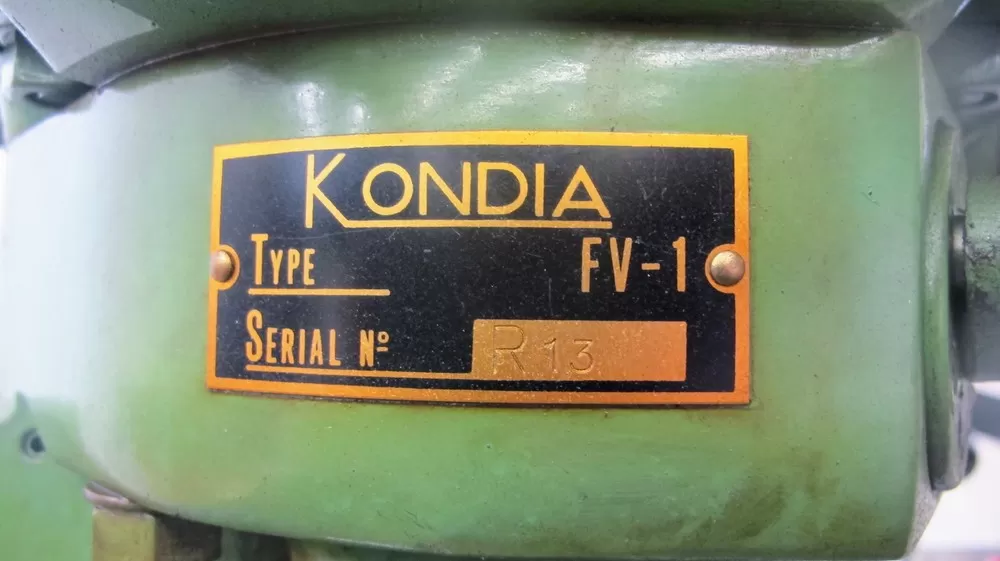 KONDIA
TYPE FV-1
SERIAL Nº R 13